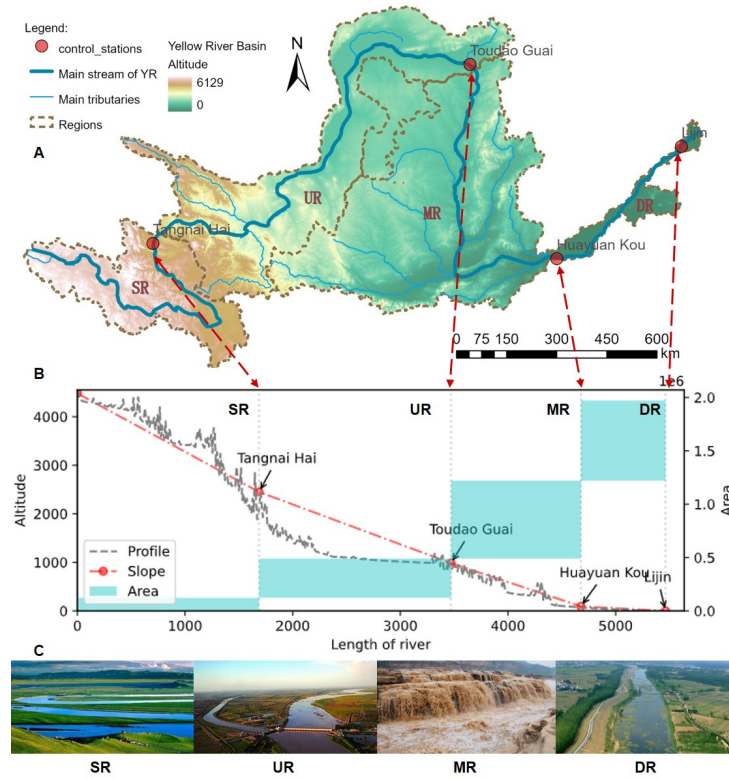 Legend:
control_stations
Main stream of YR
Main tributaries
Regions
Yellow River Basin
Altitude
6129
0
N
A
Toudao Guai
Lijin
UR
MR
DR
Tangnai Hai
Huayuan Kou
SR
0 75 150 300 450 600
km
B
1e6
SR UR MR DR
4000
3000
2000
1000
0
Altitude
2.0
1.5
1.0
0.5
0.0
Area
Tangnai Hai
Toudao Guai
Huayuan Kou
Lijin
Profile
Slope
Area
0 1000 2000 3000 4000 5000
Length of river
C
SR UR MR DR